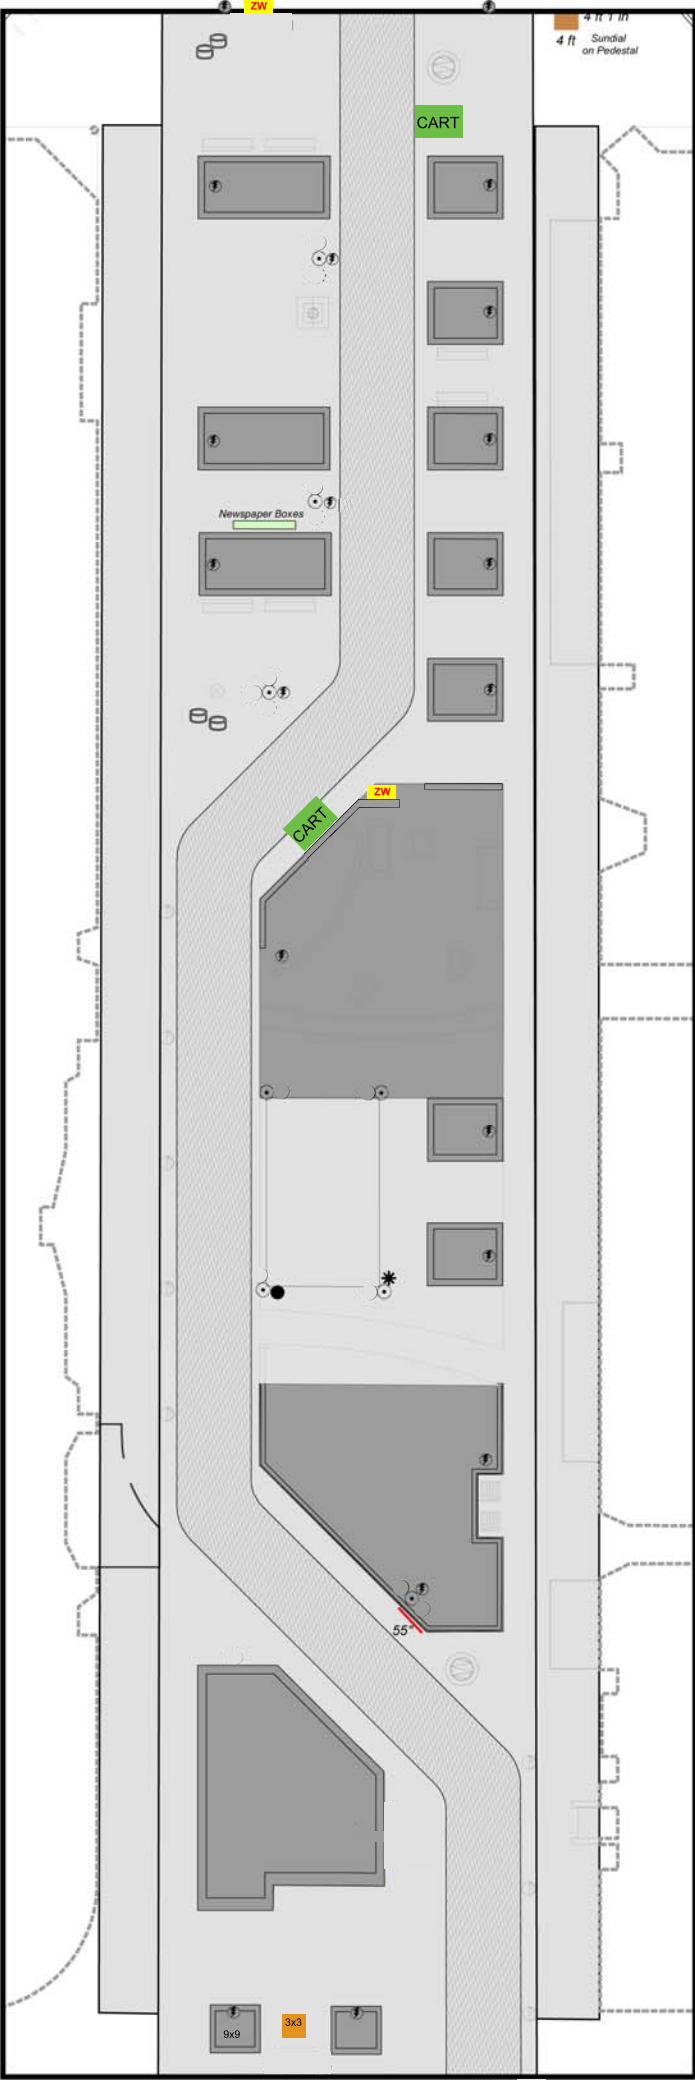 ZW
4 ft 1 in
4 ft
Sundial
on Pedestal
CART
Newspaper Boxes
ZW
CART
55"
9x9
3x3